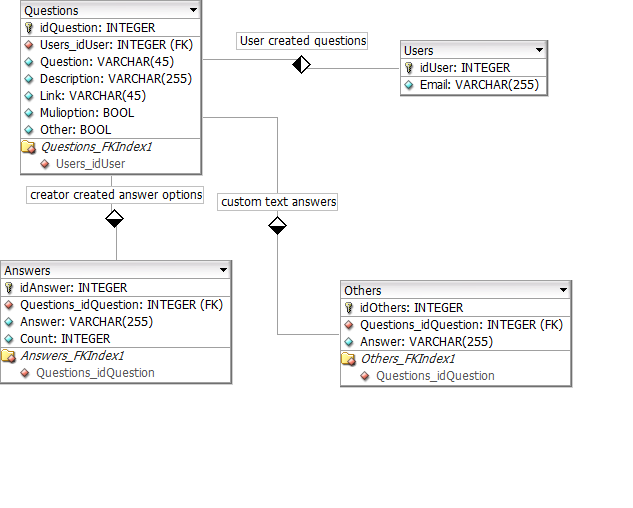 Questions
idQuestion: INTEGER
Users_idUser: INTEGER (FK)
Question: VARCHAR(45)
Description: VARCHAR(255)
Link: VARCHAR(45)
Mulioption: BOOL
Other: BOOL
Questions_FKIndex1
Users_idUser
User created questions
Users
idUser: INTEGER
Email: VARCHAR(255)
creator created answer options
custom text answers
Answers
idAnswer: INTEGER
Questions_idQuestion: INTEGER (FK)
Answer: VARCHAR(255)
Count: INTEGER
Answers_FKIndex1
Questions_idQuestion
Others
idOthers: INTEGER
Questions_idQuestion: INTEGER (FK)
Answer: VARCHAR(255)
Others_FKIndex1
Questions_idQuestion